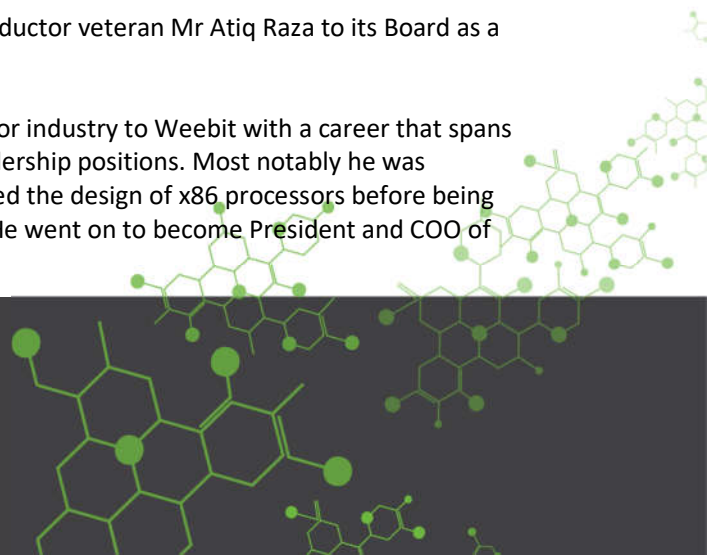 ductor veteran Mr Atiq Raza to its Board as a
or industry to Weebit with a career that spans
dership positions. Most notably he was
ed the design of x86 processors before being
He went on to become President and COO of